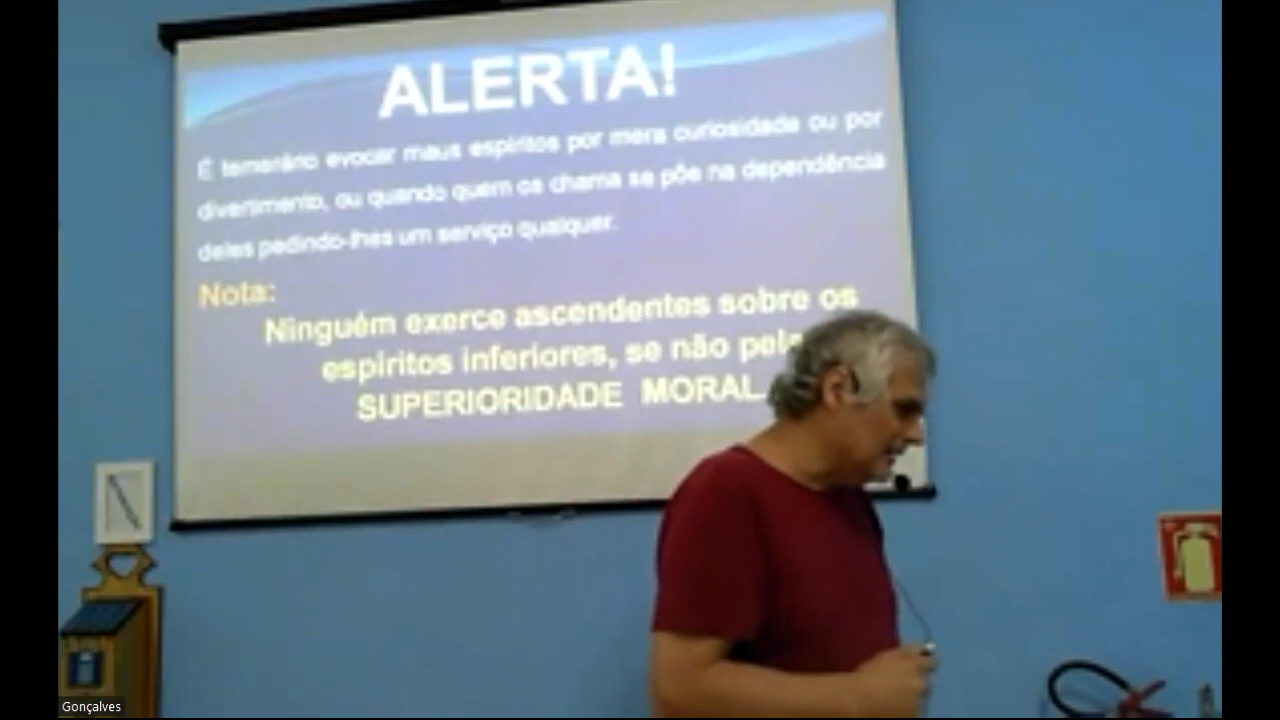 ALERTA!
É temerário evocar maus espíritos por mera curiosidade ou por
divertimento, ou quando quem os chama se põe na dependência
deles pedindo-lhes um serviço qualquer.
Nota:
Ninguém exerce ascendentes sobre os
espíritos inferiores, se não pela
SUPERIORIDADE MORAL.
Gonçalves